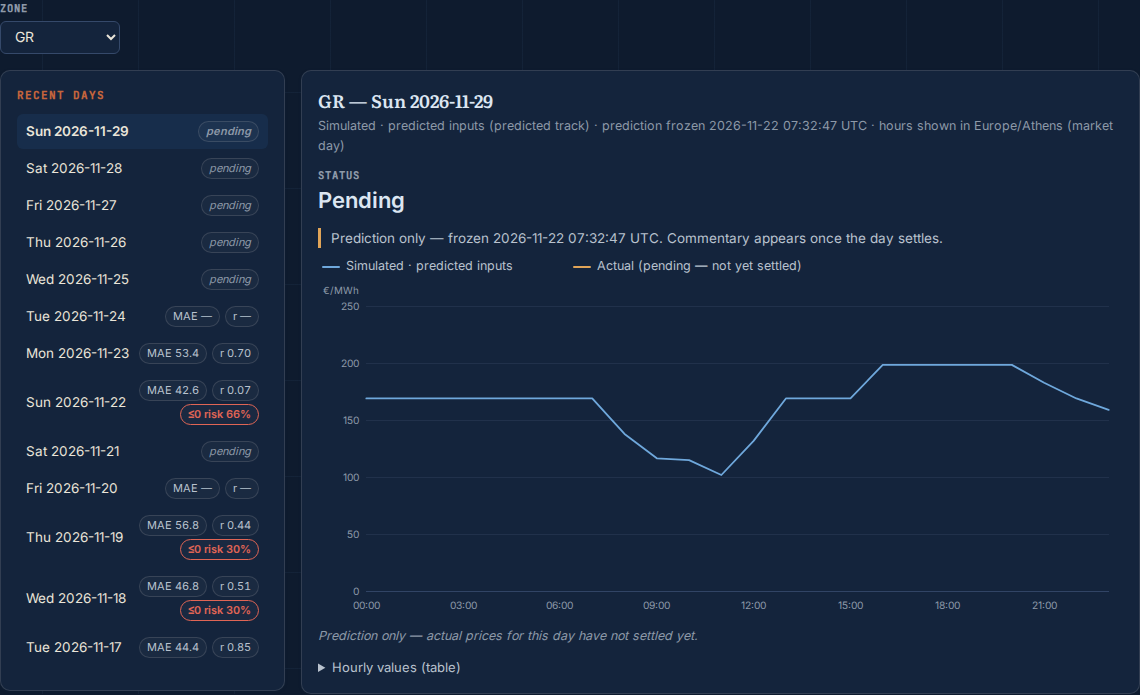 ZONE
GR
RECENT DAYS
Sun 2026-11-29 pending
Sat 2026-11-28 pending
Fri 2026-11-27 pending
Thu 2026-11-26 pending
Wed 2026-11-25 pending
Tue 2026-11-24 MAE — r —
Mon 2026-11-23 MAE 53.4 r 0.70
Sun 2026-11-22 MAE 42.6 r 0.07
≤0 risk 66%
Sat 2026-11-21 pending
Fri 2026-11-20 MAE — r —
Thu 2026-11-19 MAE 56.8 r 0.44
≤0 risk 30%
Wed 2026-11-18 MAE 46.8 r 0.51
≤0 risk 30%
Tue 2026-11-17 MAE 44.4 r 0.85
GR — Sun 2026-11-29
Simulated · predicted inputs (predicted track) · prediction frozen 2026-11-22 07:32:47 UTC · hours shown in Europe/Athens (market
day)
STATUS
Pending
Prediction only — frozen 2026-11-22 07:32:47 UTC. Commentary appears once the day settles.
Simulated · predicted inputs Actual (pending — not yet settled)
€/MWh
250
200
150
100
50
0
00:00 03:00 06:00 09:00 12:00 15:00 18:00 21:00
Prediction only — actual prices for this day have not settled yet.
Hourly values (table)